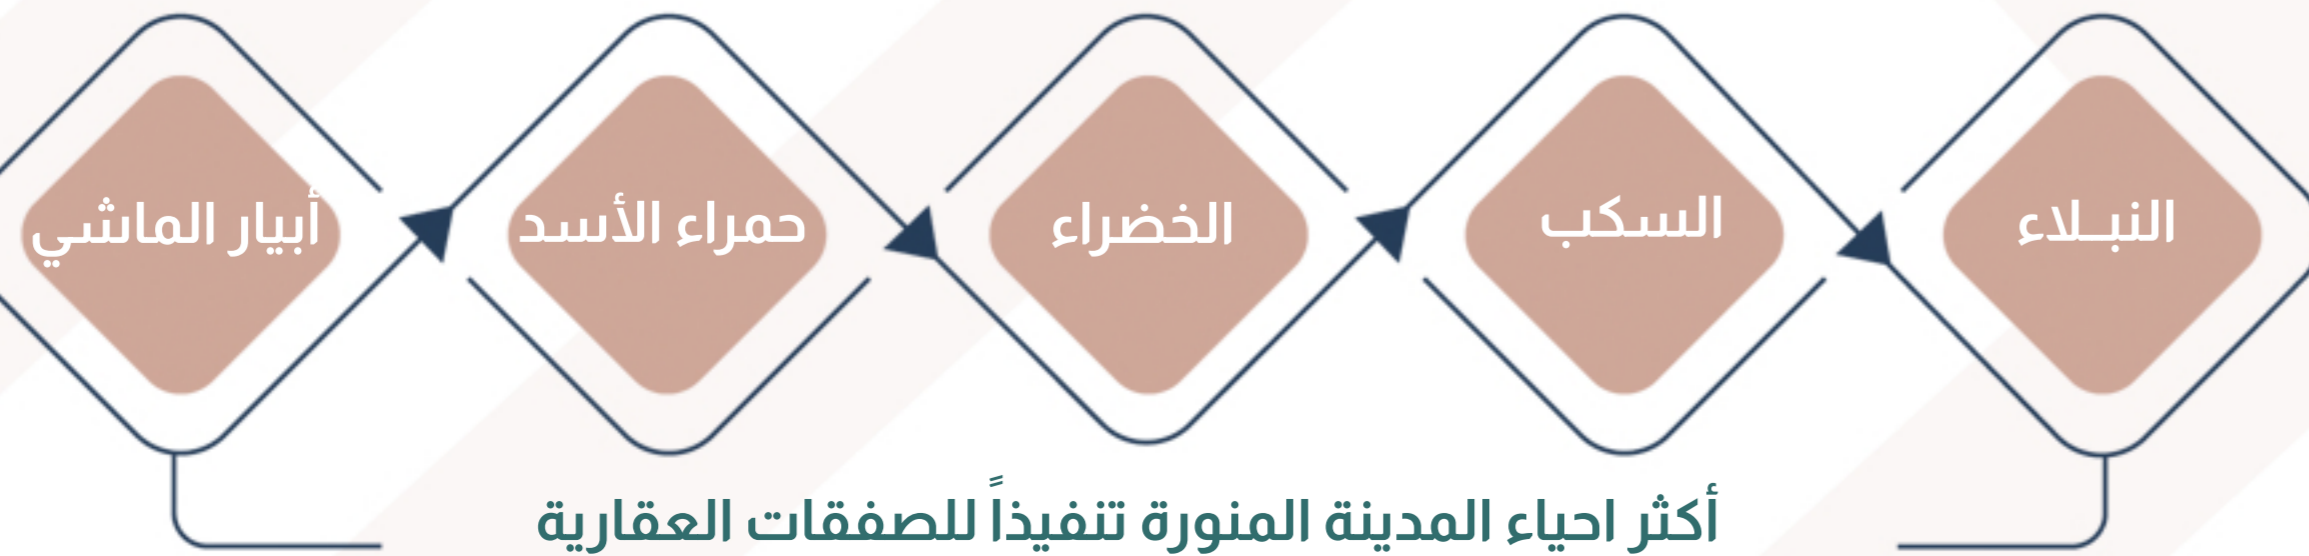 النبلاء
السكب
الخضراء
حمراء الأسد
أبيار الماشي
أكثر احياء المدينة المنورة تنفيذاً للصفقات العقارية